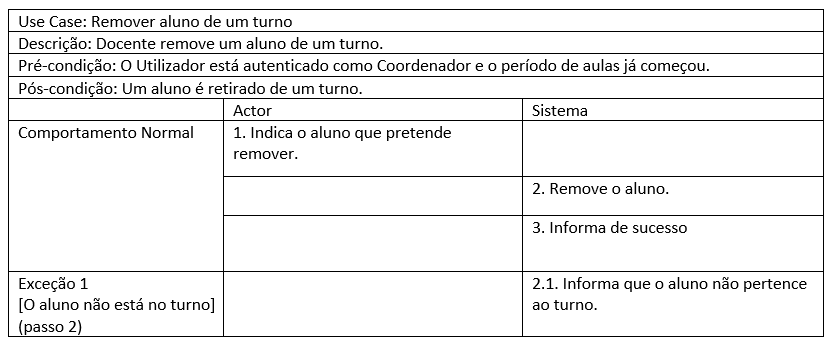 Use Case: Remover aluno de um turno
Descrição: Docente remove um aluno de um turno.
Pré-condição: O Utilizador está autenticado como Coordenador e o período de aulas já começou.
Pós-condição: Um aluno é retirado de um turno.
Actor Sistema
Comportamento Normal 1. Indica o aluno que pretende
remover.
2. Remove o aluno.
3. Informa de sucesso
Exceção 1 2.1. Informa que o aluno não pertence
[O aluno não está no turno] ao turno.
(passo 2)